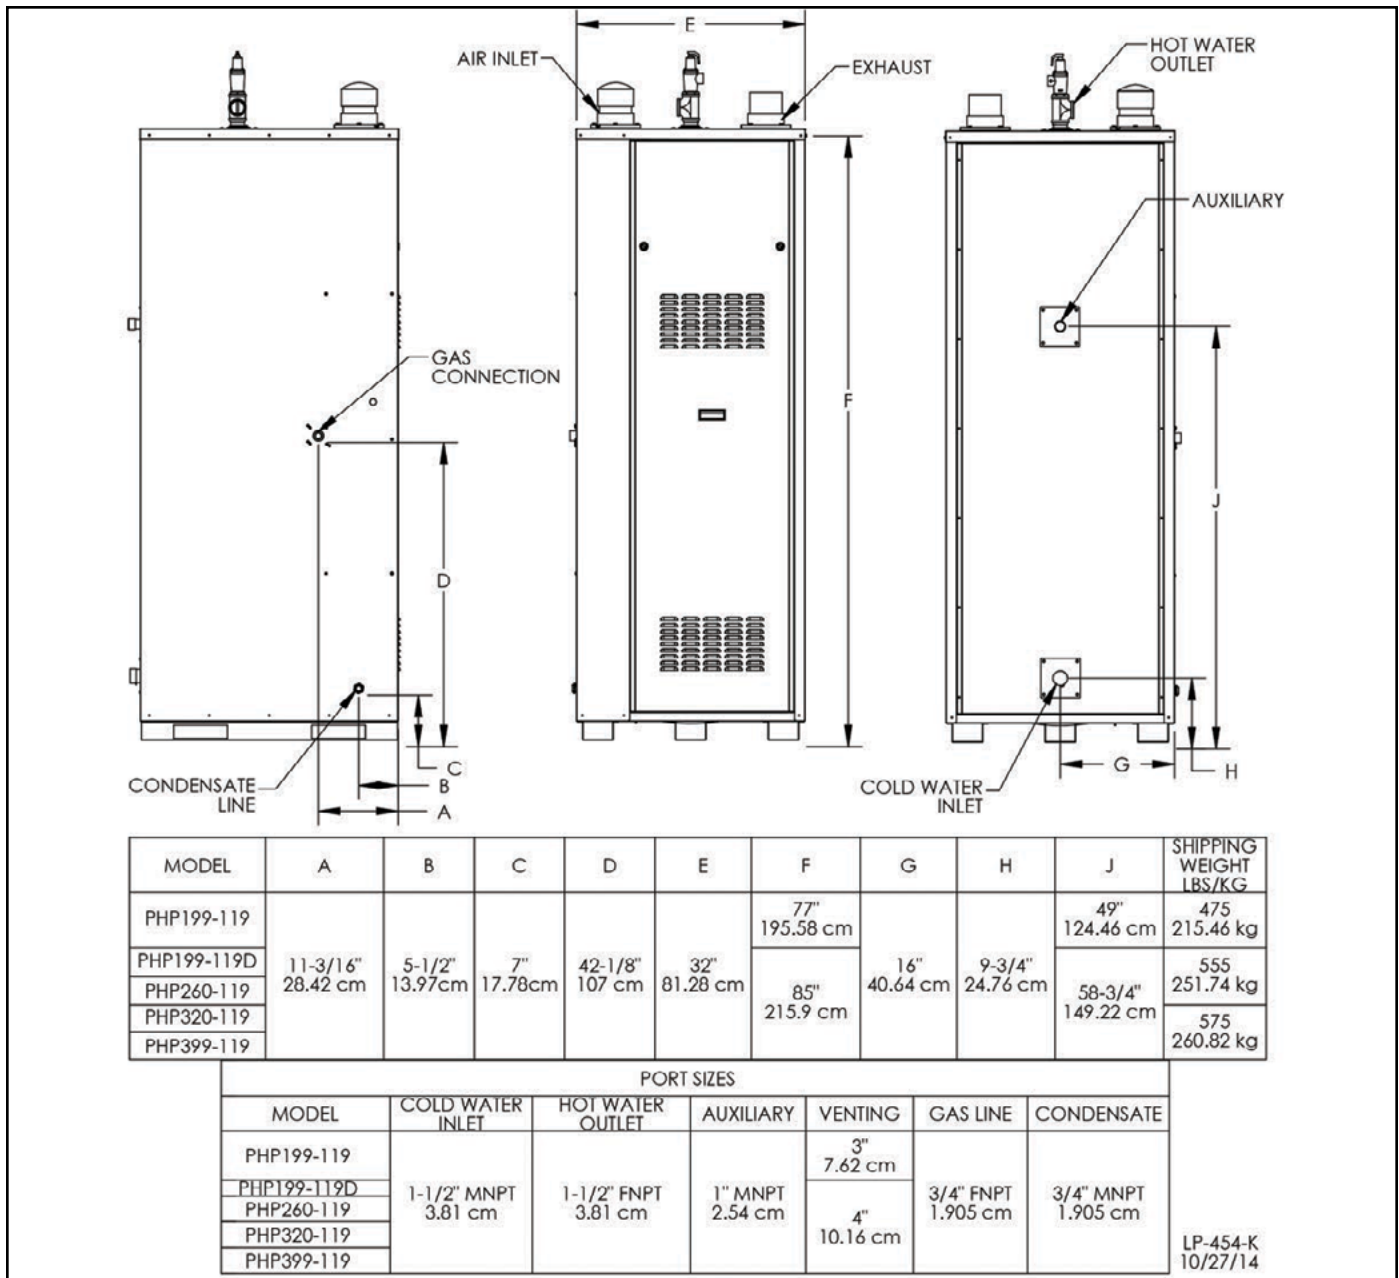 E
AIR INLET
EXHAUST
HOT WATER
OUTLET
AUXILIARY
GAS
CONNECTION
F
J
D
C
B
A
CONDENSATE
LINE
G
H
COLD WATER
INLET
MODEL A B C D E F G H J SHIPPING
WEIGHT
LBS/KG
PHP199-119 77" 49" 475
195.58 cm 124.46 cm 215.46 kg
PHP199-119D 11-3/16" 5-1/2" 7" 42-1/8" 32" 16" 9-3/4" 555
28.42 cm 13.97cm 17.78cm 107 cm 81.28 cm 40.64 cm 24.76 cm 251.74 kg
PHP260-119 85" 58-3/4"
PHP320-119 215.9 cm 149.22 cm 575
PHP399-119 260.82 kg
PORT SIZES
MODEL COLD WATER HOT WATER AUXILIARY VENTING GAS LINE CONDENSATE
INLET OUTLET
PHP199-119 3"
7.62 cm
PHP199-119D 1-1/2" MNPT 1-1/2" FNPT 1" MNPT 3/4" FNPT 3/4" MNPT
PHP260-119 3.81 cm 3.81 cm 2.54 cm 4" 1.905 cm 1.905 cm
PHP320-119 10.16 cm
PHP399-119
LP-454-K
10/27/14